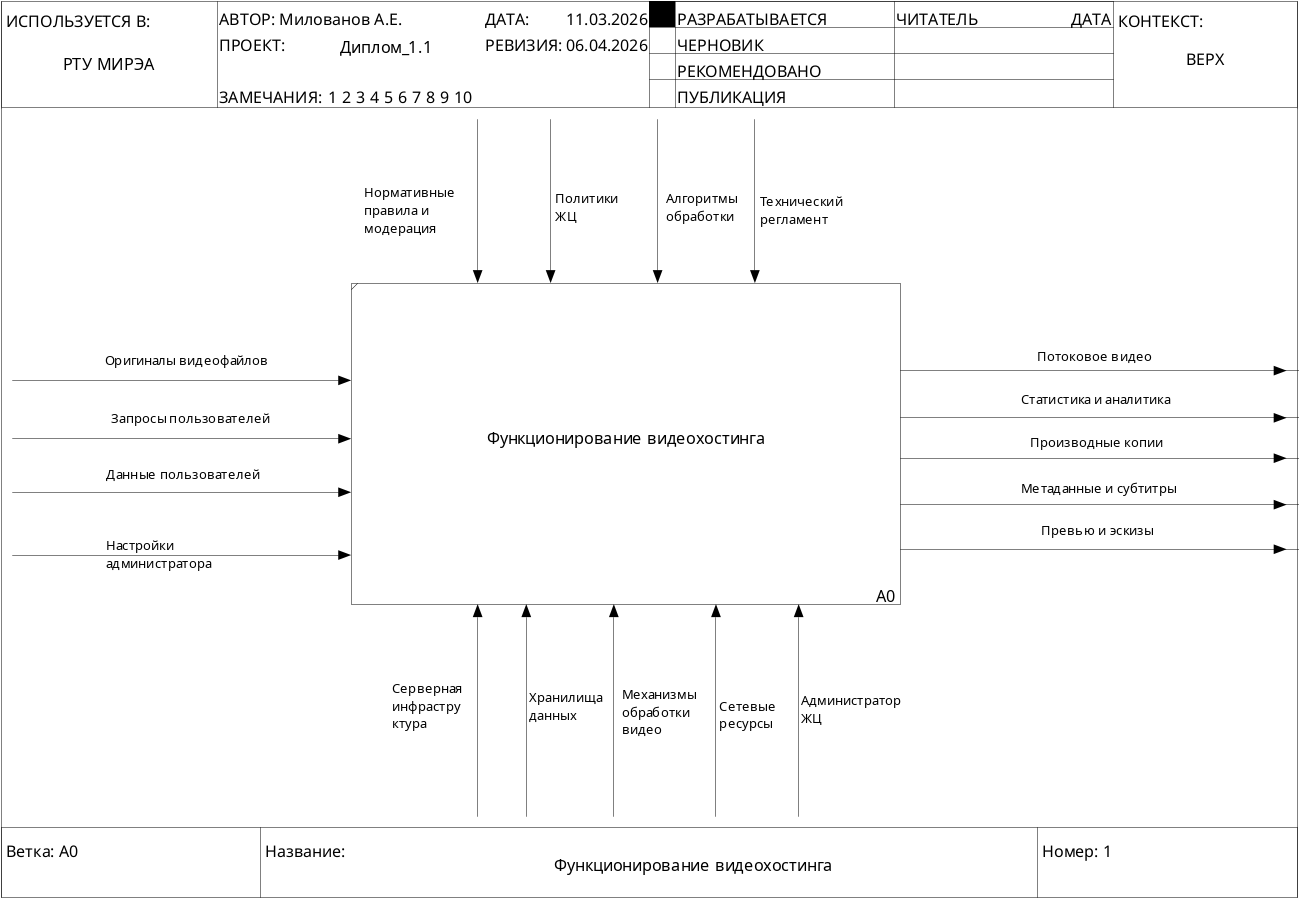 ИСПОЛЬЗУЕТСЯ В:
РТУ МИРЭА
АВТОР: Милованов А.Е.
ДАТА: 11.03.2026
ПРОЕКТ: Диплом_1.1
РЕВИЗИЯ: 06.04.2026
ЗАМЕЧАНИЯ: 1 2 3 4 5 6 7 8 9 10
РАЗРАБАТЫВАЕТСЯ
ЧЕРНОВИК
РЕКОМЕНДОВАНО
ПУБЛИКАЦИЯ
ЧИТАТЕЛЬ ДАТА
КОНТЕКСТ:
ВЕРХ
Нормативные
правила и
модерация
Политики
ЖЦ
Алгоритмы
обработки
Технический
регламент
Оригиналы видеофайлов
Запросы пользователей
Данные пользователей
Настройки
администратора
Функционирование видеохостинга
A0
Потоковое видео
Статистика и аналитика
Производные копии
Метаданные и субтитры
Превью и эскизы
Серверная
инфрастру
ктура
Хранилища
данных
Механизмы
обработки
видео
Сетевые
ресурсы
Администратор
ЖЦ
Ветка: A0
Название:
Функционирование видеохостинга
Номер: 1